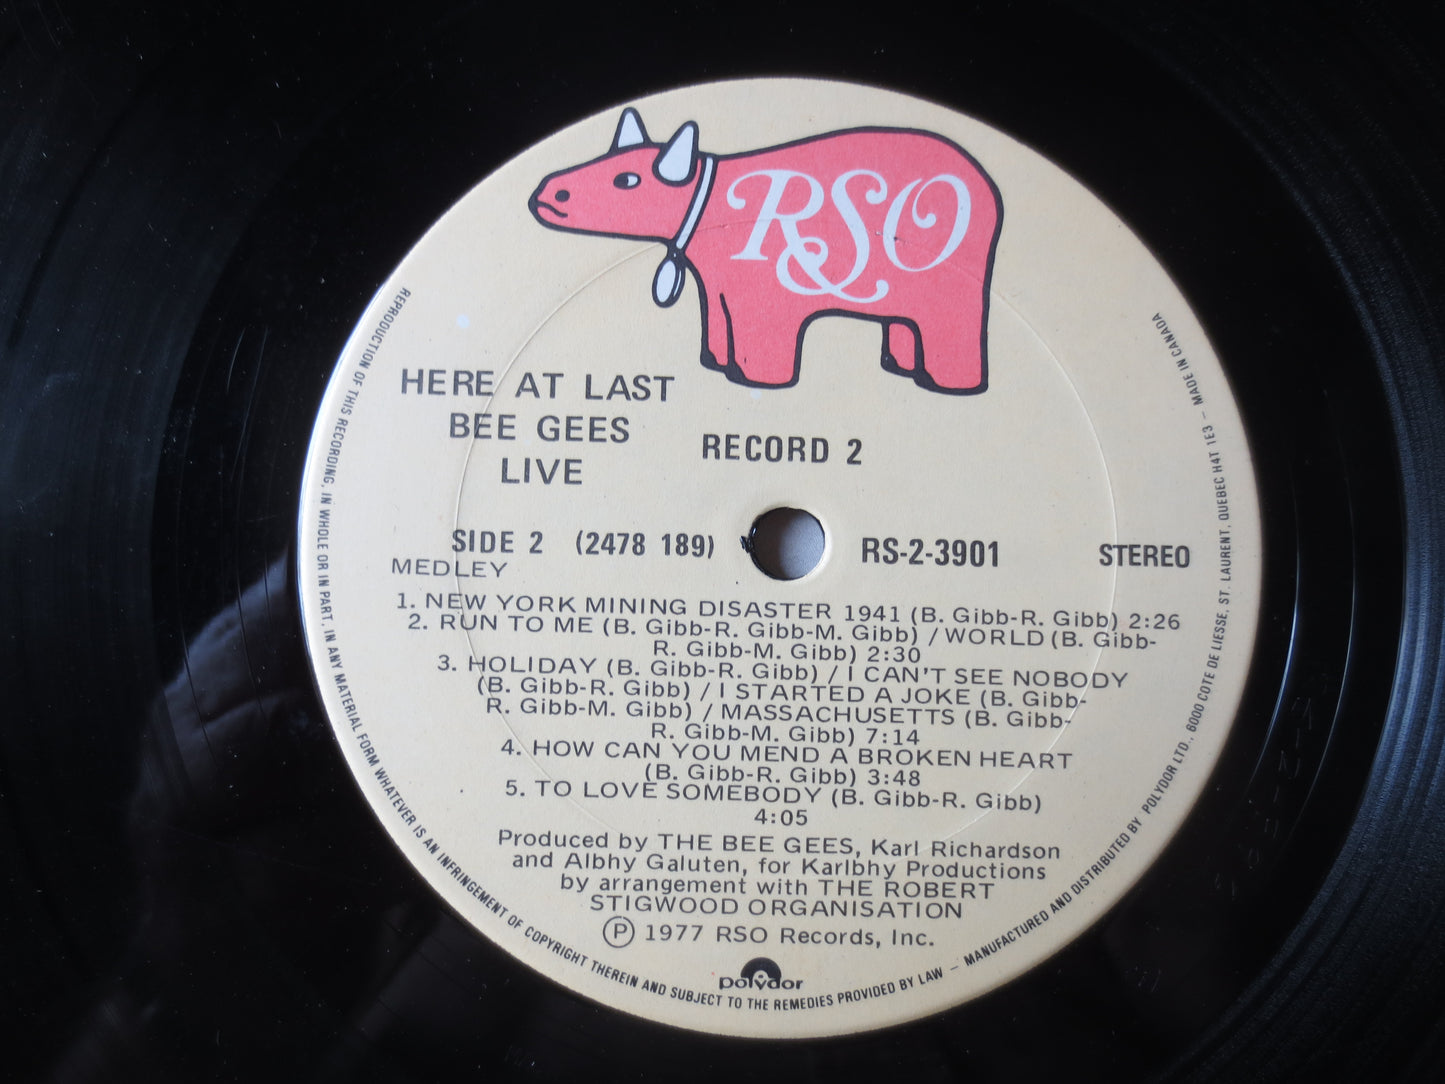 RSO
HERE AT LAST
BEE GEES
LIVE
RECORD 2
SIDE 2 (2478 189)
RS-2-3901
STEREO
MEDLEY
1. NEW YORK MINING DISASTER 1941 (B. Gibb-R. Gibb) 2:26
2. RUN TO ME (B. Gibb-R. Gibb-M. Gibb) / WORLD (B. Gibb-
R. Gibb-M. Gibb) 2:30
3. HOLIDAY (B. Gibb-R. Gibb) / I CAN'T SEE NOBODY
(B. Gibb-R. Gibb) / I STARTED A JOKE (B. Gibb-
R. Gibb-M. Gibb) / MASSACHUSETTS (B. Gibb-
R. Gibb-M. Gibb) 7:14
4. HOW CAN YOU MEND A BROKEN HEART
(B. Gibb-R. Gibb) 3:48
5. TO LOVE SOMEBODY (B. Gibb-R. Gibb)
4:05
Produced by THE BEE GEES, Karl Richardson
and Albhy Galuten, for Karlbhy Productions
by arrangement with THE ROBERT
STIGWOOD ORGANISATION
Ⓟ 1977 RSO Records, Inc.
polydor
REPRODUCTION OF THIS RECORDING, IN WHOLE OR IN PART, IN ANY MATERIAL FORM WHATEVER IS AN INFRINGEMENT OF COPYRIGHT THEREIN AND SUBJECT TO THE REMEDIES PROVIDED BY LAW — MANUFACTURED AND DISTRIBUTED BY POLYDOR LTD., 6000 COTE DE LIESSE, ST. LAURENT, QUEBEC H4T 1E3 — MADE IN CANADA